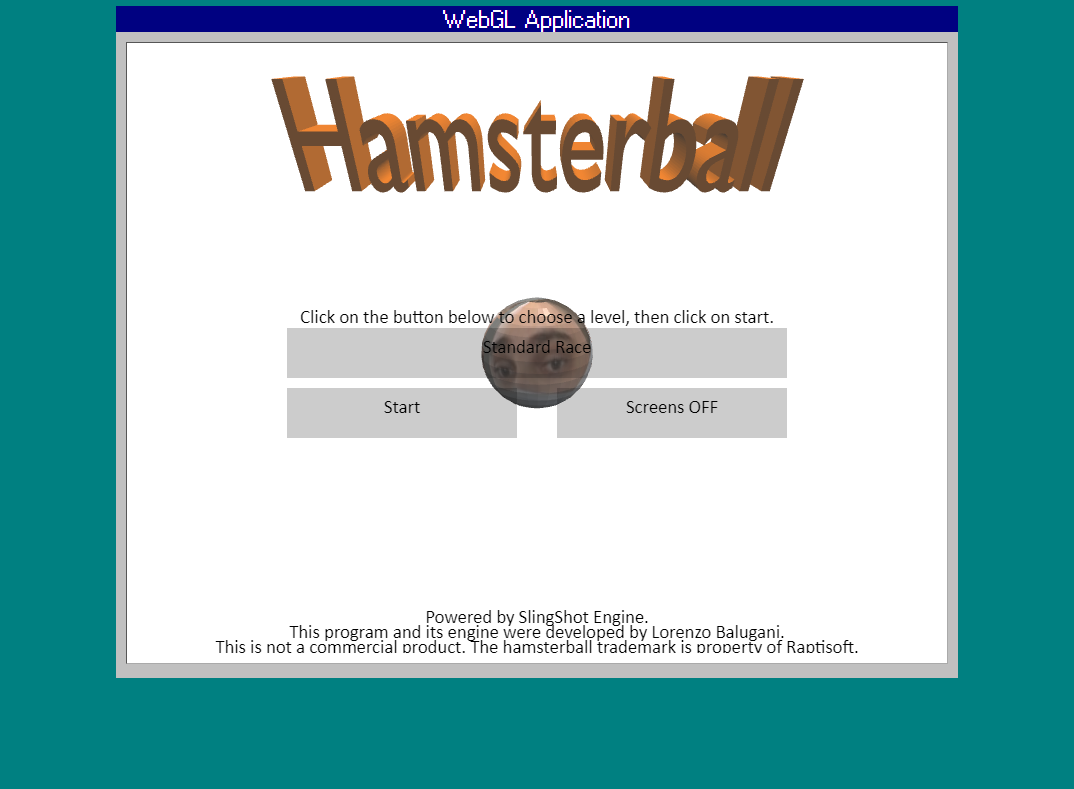 WebGL Application
Hamsterball
Click on the button below to choose a level, then click on start.
Standard Race
Start
Screens OFF
Powered by SlingShot Engine.
This program and its engine were developed by Lorenzo Balugani.
This is not a commercial product. The hamsterball trademark is property of Raptisoft.